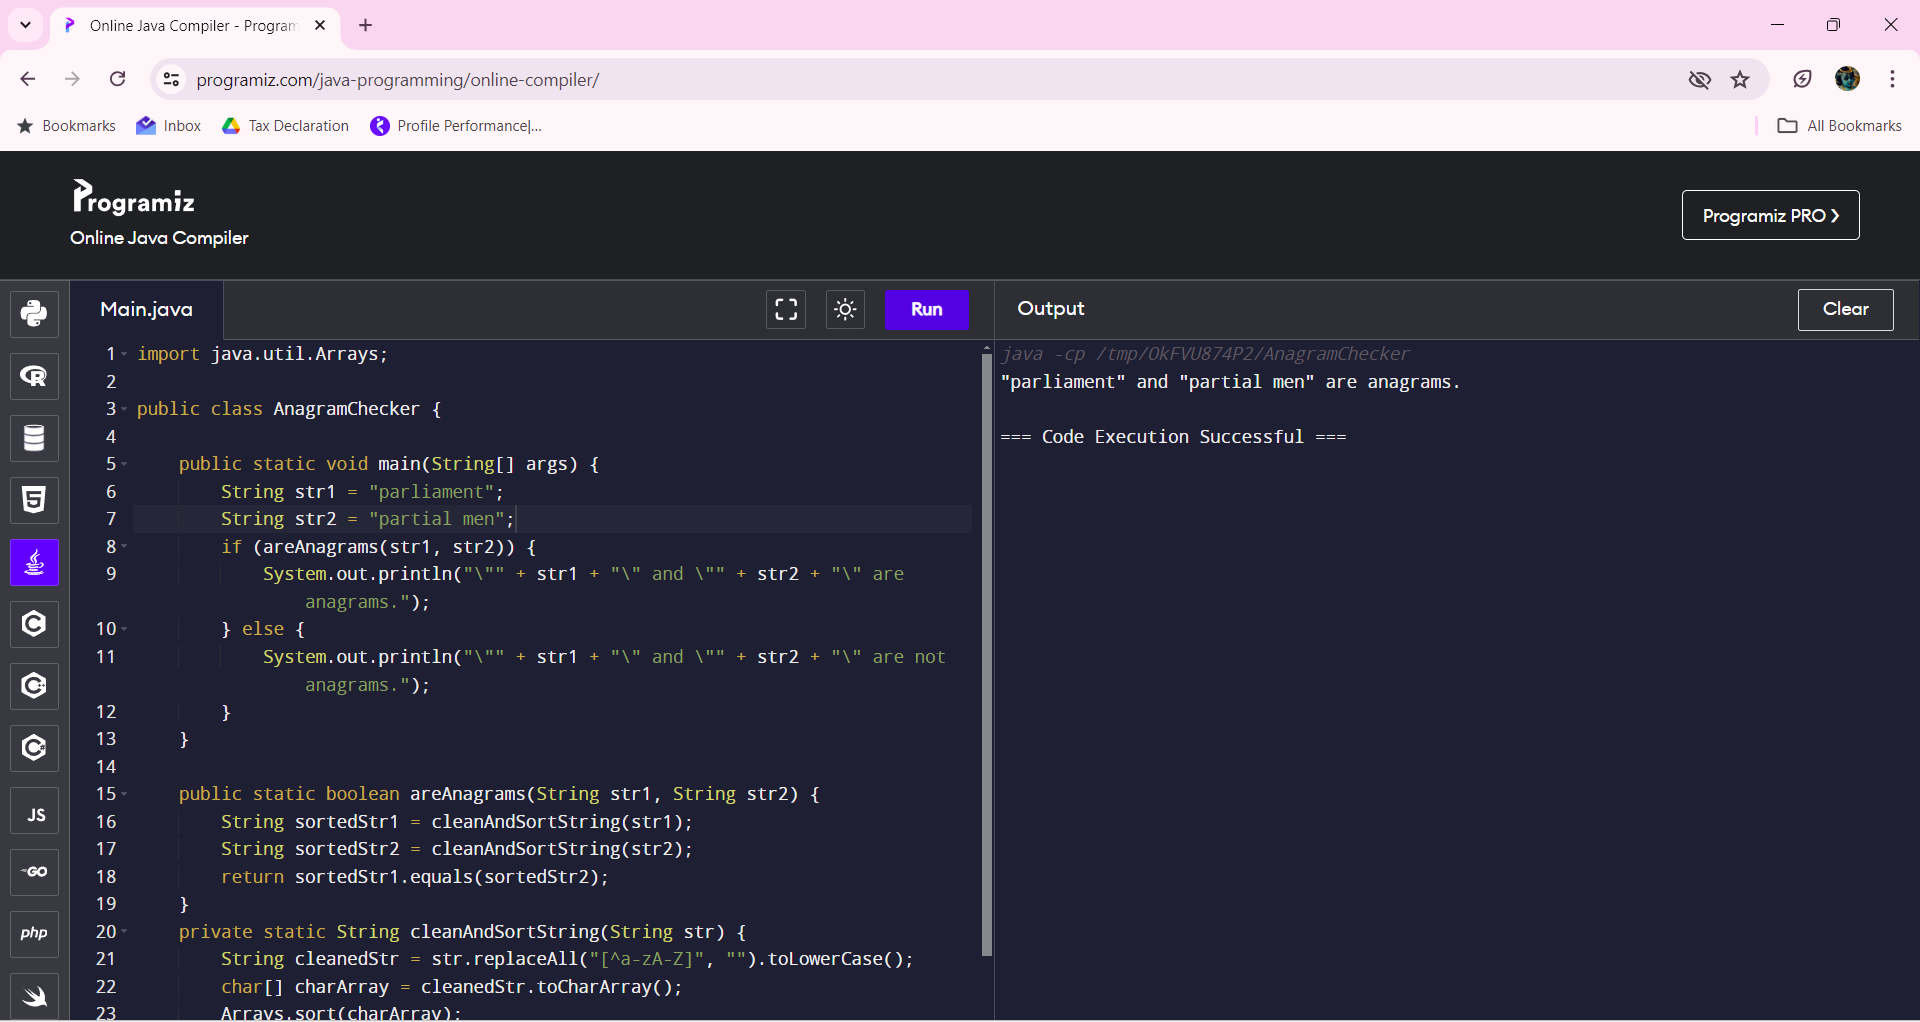 Online Java Compiler - Program
programiz.com/java-programming/online-compiler/
Bookmarks Inbox Tax Declaration Profile Performance|... All Bookmarks
Programiz
Online Java Compiler
Programiz PRO ❯
Main.java Run Output Clear
1 import java.util.Arrays;
2
3 public class AnagramChecker {
4
5 public static void main(String[] args) {
6 String str1 = "parliament";
7 String str2 = "partial men";
8 if (areAnagrams(str1, str2)) {
9 System.out.println("\"" + str1 + "\" and \"" + str2 + "\" are
anagrams.");
10 } else {
11 System.out.println("\"" + str1 + "\" and \"" + str2 + "\" are not
anagrams.");
12 }
13 }
14
15 public static boolean areAnagrams(String str1, String str2) {
16 String sortedStr1 = cleanAndSortString(str1);
17 String sortedStr2 = cleanAndSortString(str2);
18 return sortedStr1.equals(sortedStr2);
19 }
20 private static String cleanAndSortString(String str) {
21 String cleanedStr = str.replaceAll("[^a-zA-Z]", "").toLowerCase();
22 char[] charArray = cleanedStr.toCharArray();
23 Arrays.sort(charArray);
java -cp /tmp/OkFVU874P2/AnagramChecker
"parliament" and "partial men" are anagrams.
=== Code Execution Successful ===
R
5
C
C+
C#
JS
GO
php